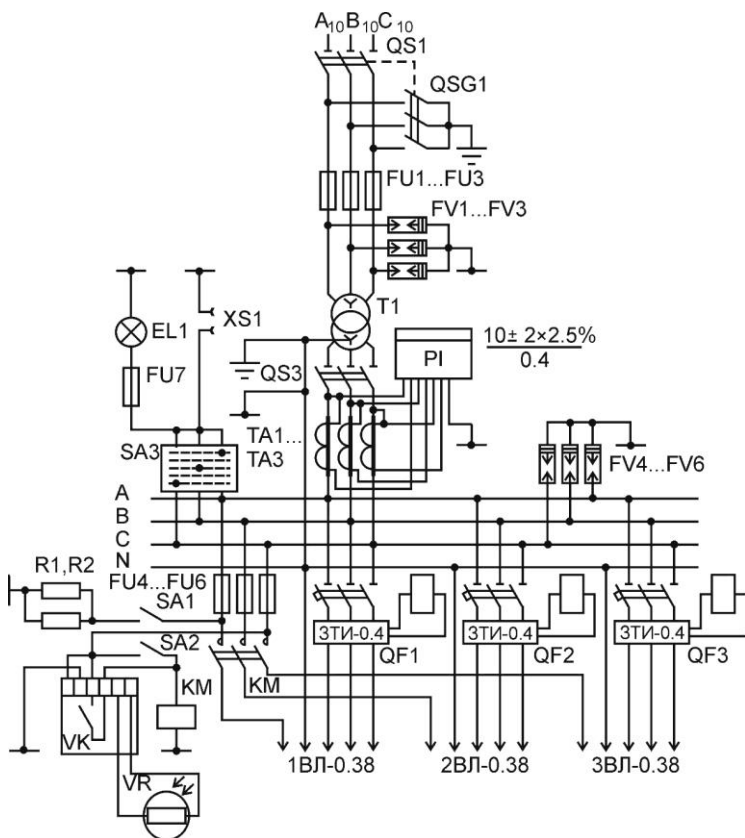 A10 B10 C10
QS1
QSG1
FU1...FU3
FV1...FV3
T1
EL1
XS1
10± 2×2.5%
0.4
PI
FU7
QS3
SA3
TA1...
TA3
FV4...FV6
A
B
C
N
R1,R2
FU4...FU6
SA1
ЗТИ-0.4
ЗТИ-0.4
ЗТИ-0.4
SA2
QF1
QF2
QF3
KM
KM
VK
VR
1ВЛ-0.38
2ВЛ-0.38
3ВЛ-0.38